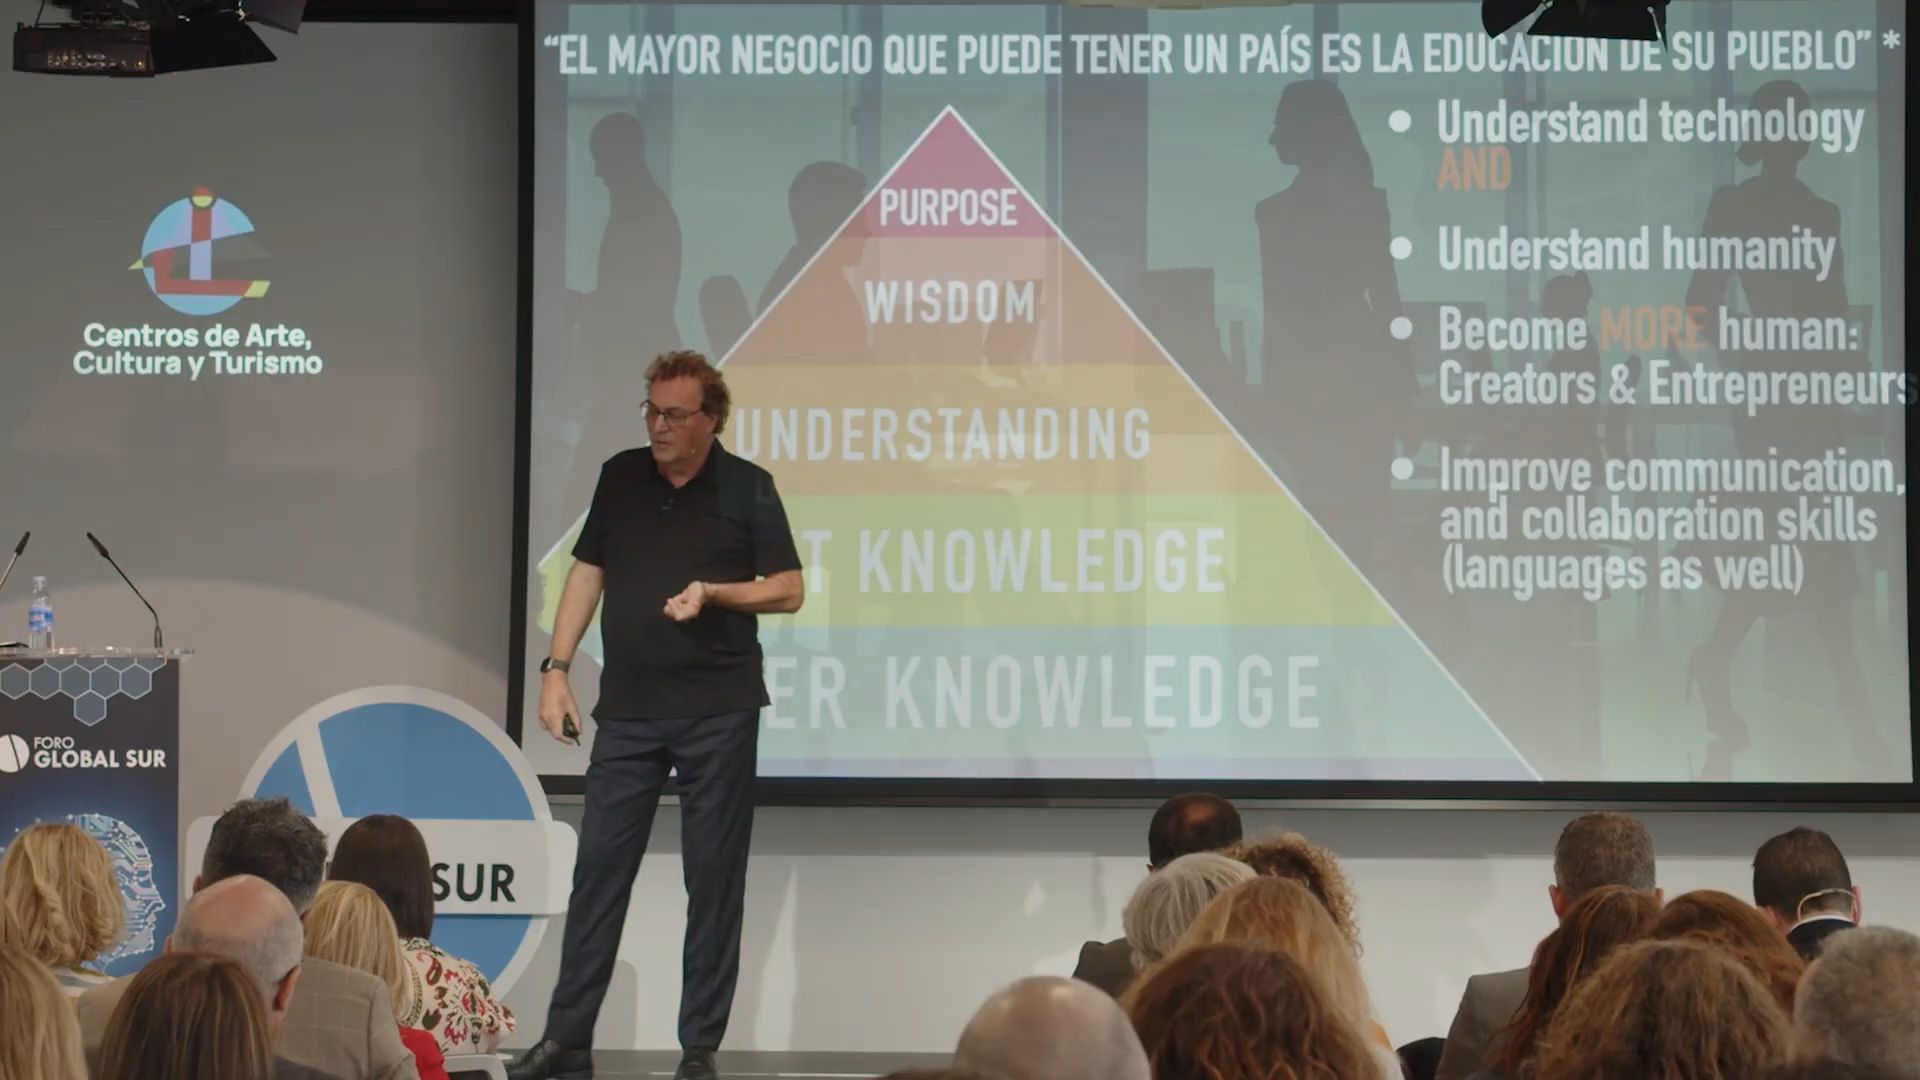 “EL MAYOR NEGOCIO QUE PUEDE TENER UN PAÍS ES LA EDUCACIÓN DE SU PUEBLO” *
PURPOSE
WISDOM
UNDERSTANDING
KNOWLEDGE
KNOWLEDGE
• Understand technology
AND
• Understand humanity
• Become MORE human:
Creators & Entrepreneurs
• Improve communication,
and collaboration skills
(languages as well)
Centros de Arte,
Cultura y Turismo
FORO
GLOBAL SUR
SUR